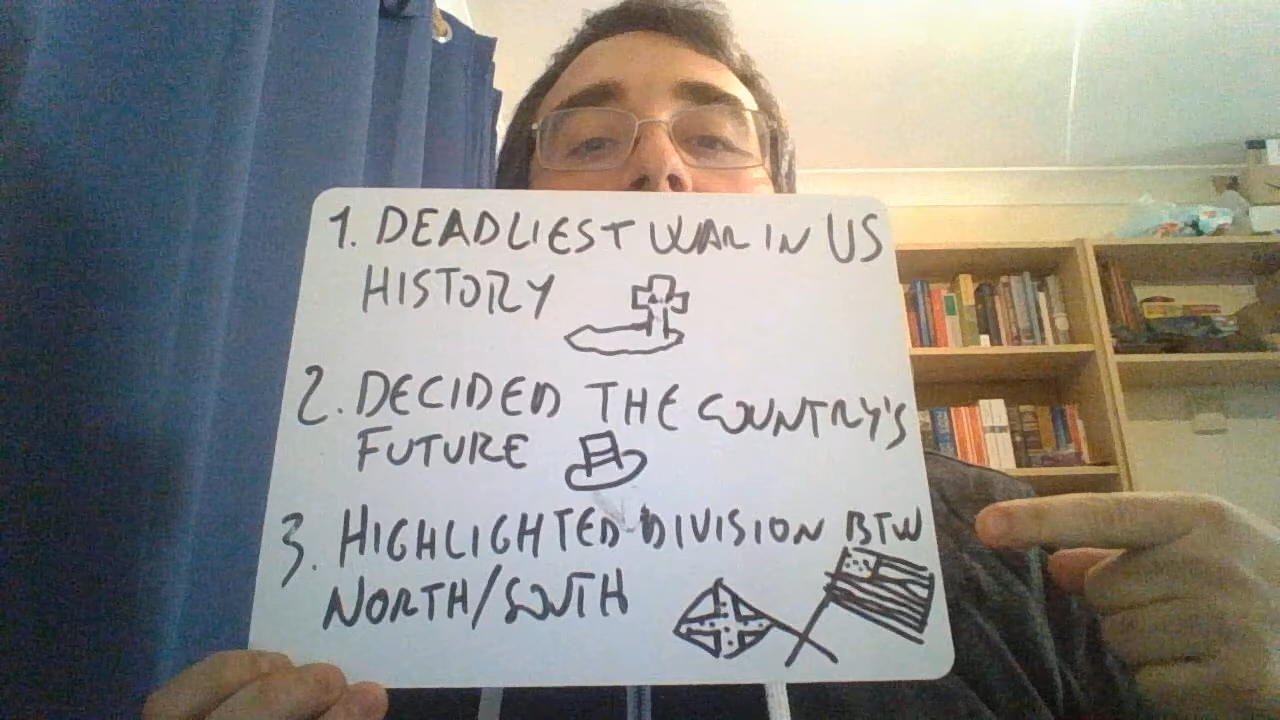 1. DEADLIEST WAR IN US
HISTORY
2. DECIDED THE COUNTRY'S
FUTURE
3. HIGHLIGHTED DIVISION BTW
NORTH/SOUTH